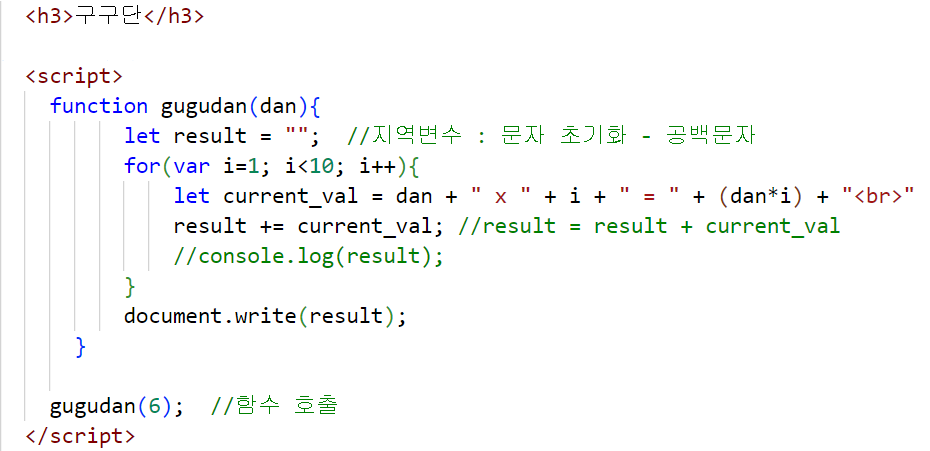 <h3>구구단</h3>
<script>
function gugudan(dan){
let result = "";  //지역변수 : 문자 초기화 - 공백문자
for(var i=1; i<10; i++){
let current_val = dan + " x " + i + " = " + (dan*i) + "<br>"
result += current_val; //result = result + current_val
//console.log(result);
}
document.write(result);
}
gugudan(6);  //함수 호출
</script>